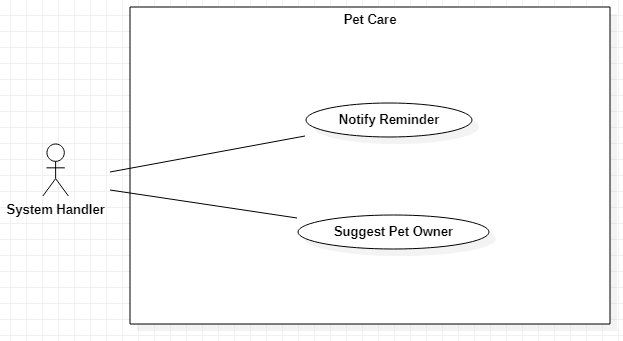 Pet Care
Notify Reminder
System Handler
Suggest Pet Owner